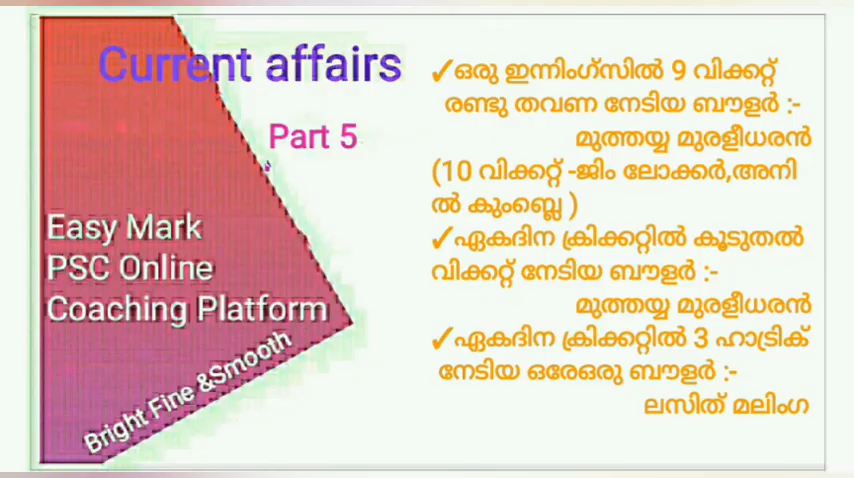 Current affairs
Part 5
Easy Mark
PSC Online
Coaching Platform
Bright Fine &Smooth
✓ഒരു ഇന്നിംഗ്സിൽ 9 വിക്കറ്റ്
രണ്ടു തവണ നേടിയ ബൗളർ :-
മുത്തയ്യ മുരളീധരൻ
(10 വിക്കറ്റ് -ജിം ലോക്കർ,അനി
ൽ കുംബ്ലെ )
✓ഏകദിന ക്രിക്കറ്റിൽ കൂടുതൽ
വിക്കറ്റ് നേടിയ ബൗളർ :-
മുത്തയ്യ മുരളീധരൻ
✓ഏകദിന ക്രിക്കറ്റിൽ 3 ഹാട്രിക്
നേടിയ ഒരേഒരു ബൗളർ :-
ലസിത് മലിംഗ